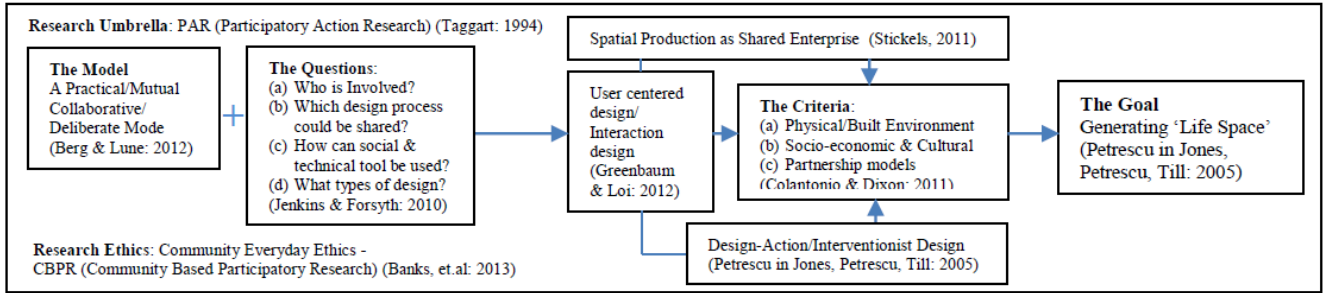 Research Umbrella: PAR (Participatory Action Research) (Taggart: 1994)
The Model
A Practical/Mutual
Collaborative/
Deliberate Mode
(Berg & Lune: 2012)
+
The Questions:
(a) Who is Involved?
(b) Which design process
could be shared?
(c) How can social &
technical tool be used?
(d) What types of design?
(Jenkins & Forsyth: 2010)
Spatial Production as Shared Enterprise (Stickels, 2011)
User centered
design/
Interaction
design
(Greenbaum
& Loi: 2012)
The Criteria:
(a) Physical/Built Environment
(b) Socio-economic & Cultural
(c) Partnership models
(Colantonio & Dixon: 2011)
Design-Action/Interventionist Design
(Petrescu in Jones, Petrescu, Till: 2005)
The Goal
Generating ‘Life Space’
(Petrescu in Jones,
Petrescu, Till: 2005)
Research Ethics: Community Everyday Ethics -
CBPR (Community Based Participatory Research) (Banks, et.al: 2013)